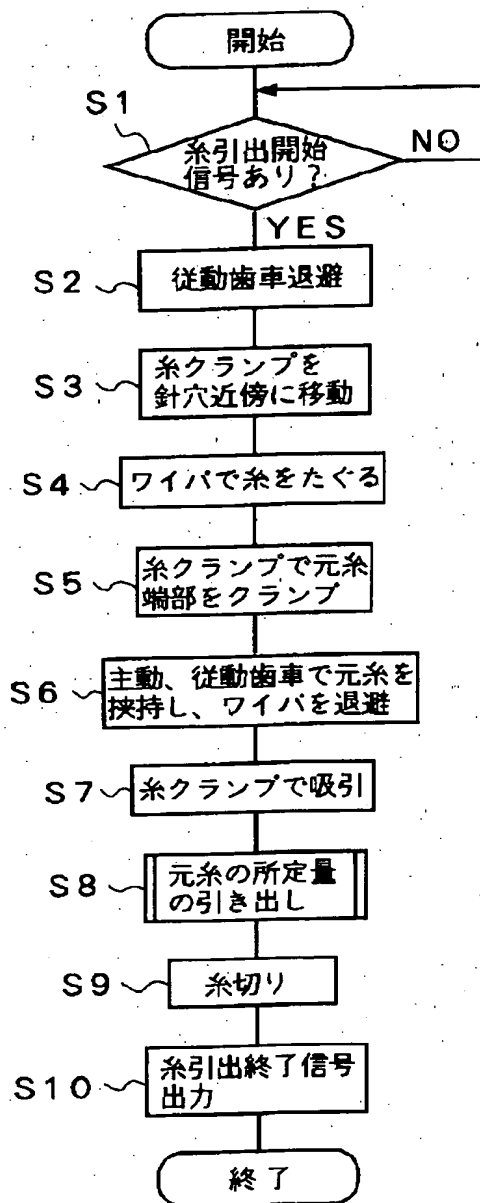 開始
S1
糸引出開始
信号あり?
NO
YES
S2
従動歯車退避
S3
糸クランプを
針穴近傍に移動
S4
ワイパで糸をたぐる
S5
糸クランプで元糸
端部をクランプ
S6
主動、従動歯車で元糸を
挟持し、ワイパを退避
S7
糸クランプで吸引
S8
元糸の所定量
の引き出し
S9
糸切り
S10
糸引出終了信号
出力
終了